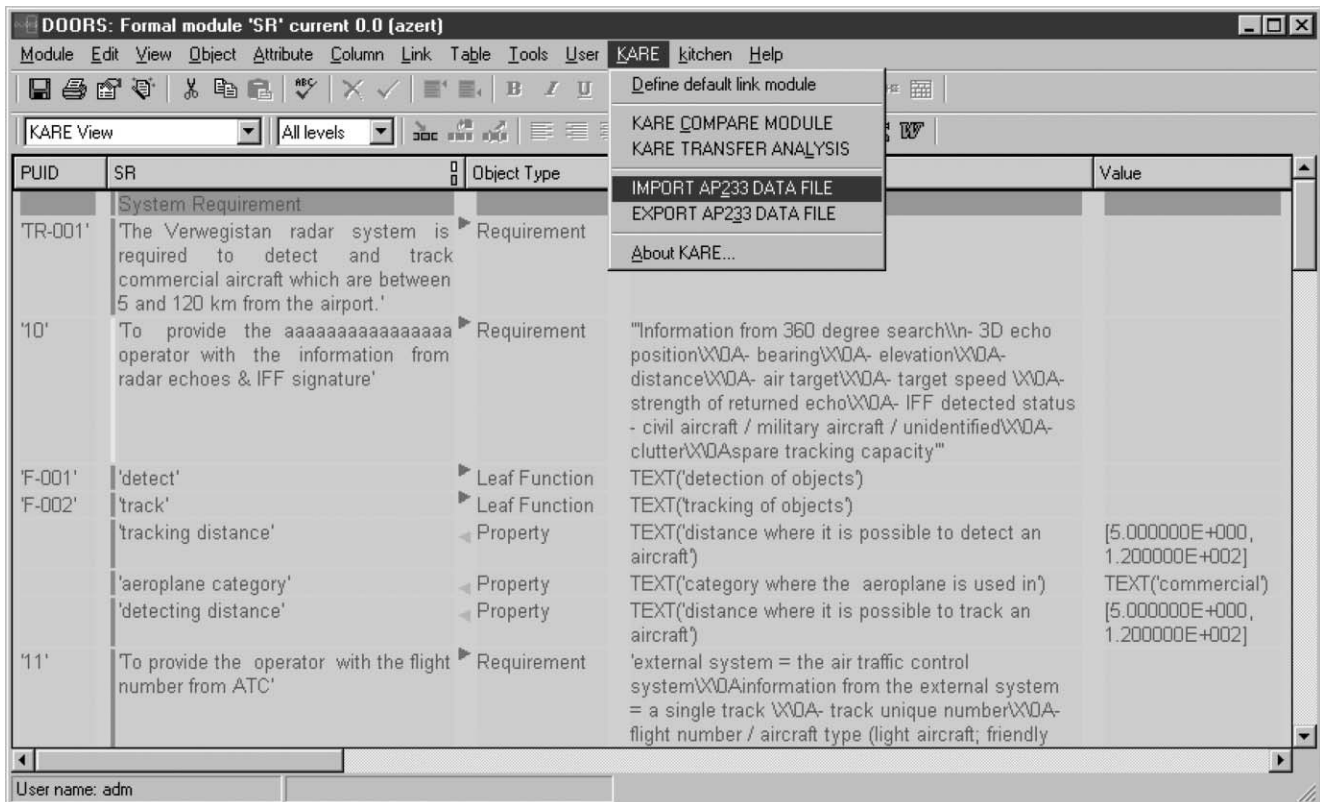 DOORS: Formal module 'SR' current 0.0 (azert)
Module Edit View Object Attribute Column Link Table Tools User KARE kitchen Help
ABC B I U
Define default link module
KARE View All levels
KARE COMPARE MODULE
KARE TRANSFER ANALYSIS
IMPORT AP233 DATA FILE
EXPORT AP233 DATA FILE
About KARE...
PUID SR Object Type Value
System Requirement
'TR-001' 'The Verwegistan radar system is Requirement
required to detect and track
commercial aircraft which are between
5 and 120 km from the airport.'
'10' 'To provide the aaaaaaaaaaaaaaaa Requirement '"Information from 360 degree search\\n- 3D echo
operator with the information from position\X\0A- bearing\X\0A- elevation\X\0A-
radar echoes & IFF signature' distance\X\0A- air target\X\0A- target speed \X\0A-
strength of returned echo\X\0A- IFF detected status
- civil aircraft / military aircraft / unidentified\X\0A-
clutter\X\0Aspare tracking capacity"'
'F-001' 'detect' Leaf Function TEXT('detection of objects')
'F-002' 'track' Leaf Function TEXT('tracking of objects')
'tracking distance' Property TEXT('distance where it is possible to detect an [5.000000E+000,
aircraft') 1.200000E+002]
'aeroplane category' Property TEXT('category where the aeroplane is used in') TEXT('commercial')
'detecting distance' Property TEXT('distance where it is possible to track an [5.000000E+000,
aircraft') 1.200000E+002]
'11' 'To provide the operator with the flight Requirement 'external system = the air traffic control
number from ATC' system\X\0Ainformation from the external system
= a single track \X\0A- track unique number\X\0A-
flight number / aircraft type (light aircraft; friendly
User name: adm